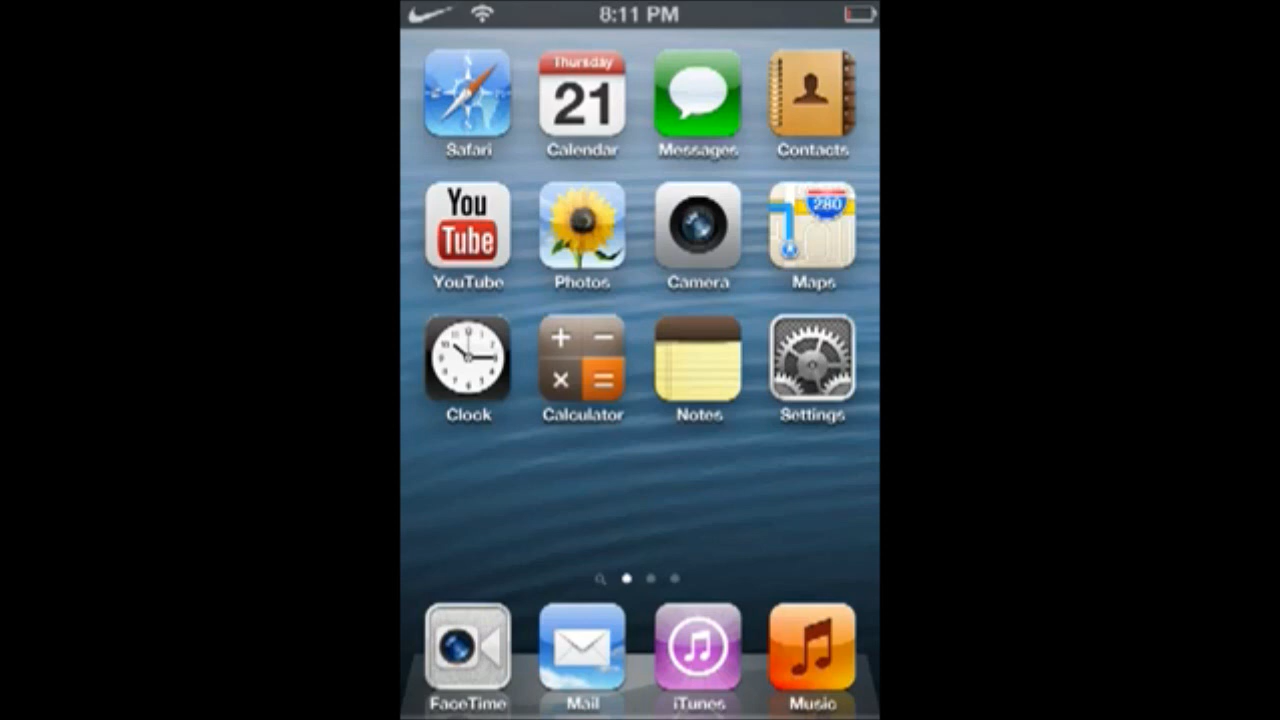 8:11 PM
Thursday
21
Safari Calendar Messages Contacts
You
Tube
280
YouTube Photos Camera Maps
Clock Calculator Notes Settings
FaceTime Mail iTunes Music